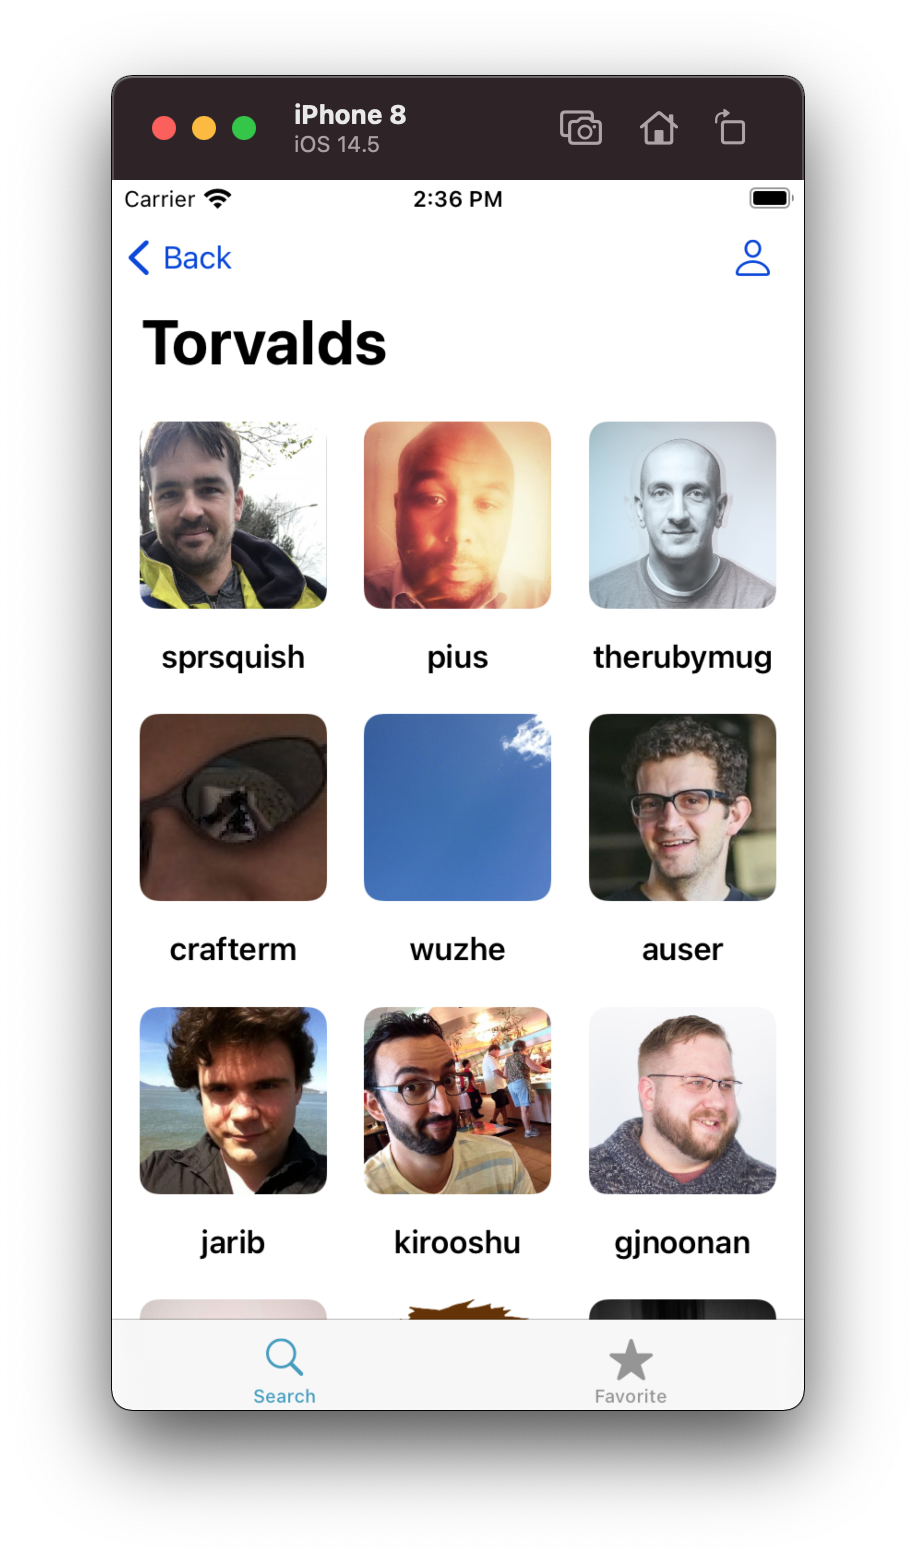 iPhone 8
iOS 14.5
Carrier 2:36 PM
Back
Torvalds
sprsquish pius therubymug
crafterm wuzhe auser
jarib kirooshu gjnoonan
Search Favorite